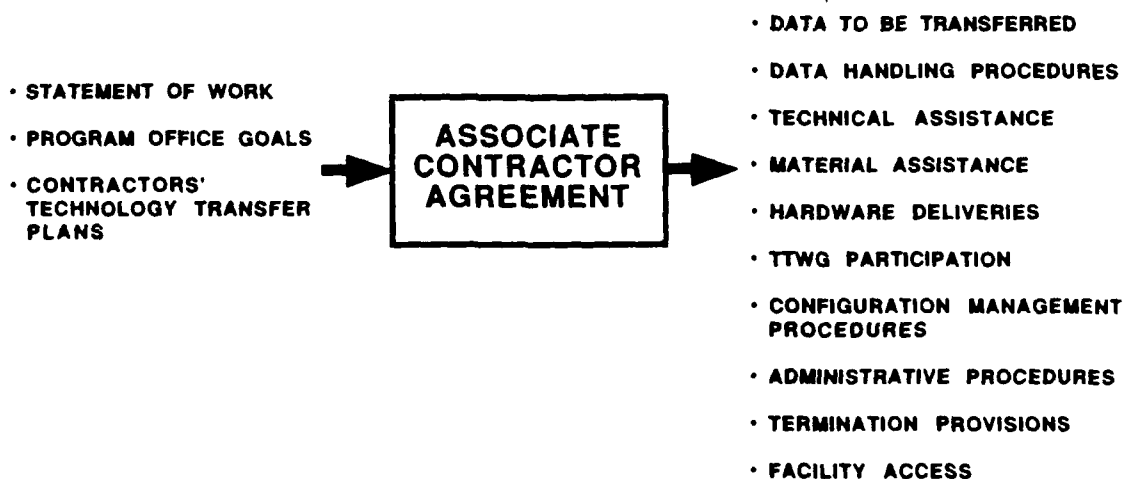 · STATEMENT OF WORK
· PROGRAM OFFICE GOALS
· CONTRACTORS'
TECHNOLOGY TRANSFER
PLANS
ASSOCIATE
CONTRACTOR
AGREEMENT
· DATA TO BE TRANSFERRED
· DATA HANDLING PROCEDURES
· TECHNICAL ASSISTANCE
· MATERIAL ASSISTANCE
· HARDWARE DELIVERIES
· TTWG PARTICIPATION
· CONFIGURATION MANAGEMENT
PROCEDURES
· ADMINISTRATIVE PROCEDURES
· TERMINATION PROVISIONS
· FACILITY ACCESS